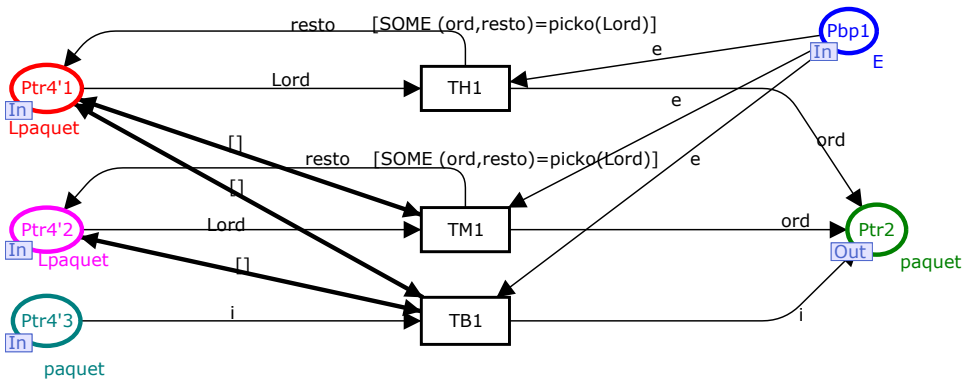 resto [SOME (ord,resto)=picko(Lord)]
Pbp1
In
E
e
Ptr4'1
In
Lpaquet
Lord
TH1
e
[]
ord
resto [SOME (ord,resto)=picko(Lord)]
e
[]
Ptr4'2
In
Lpaquet
Lord
TM1
ord
Ptr2
Out
paquet
[]
Ptr4'3
In
paquet
i
TB1
i